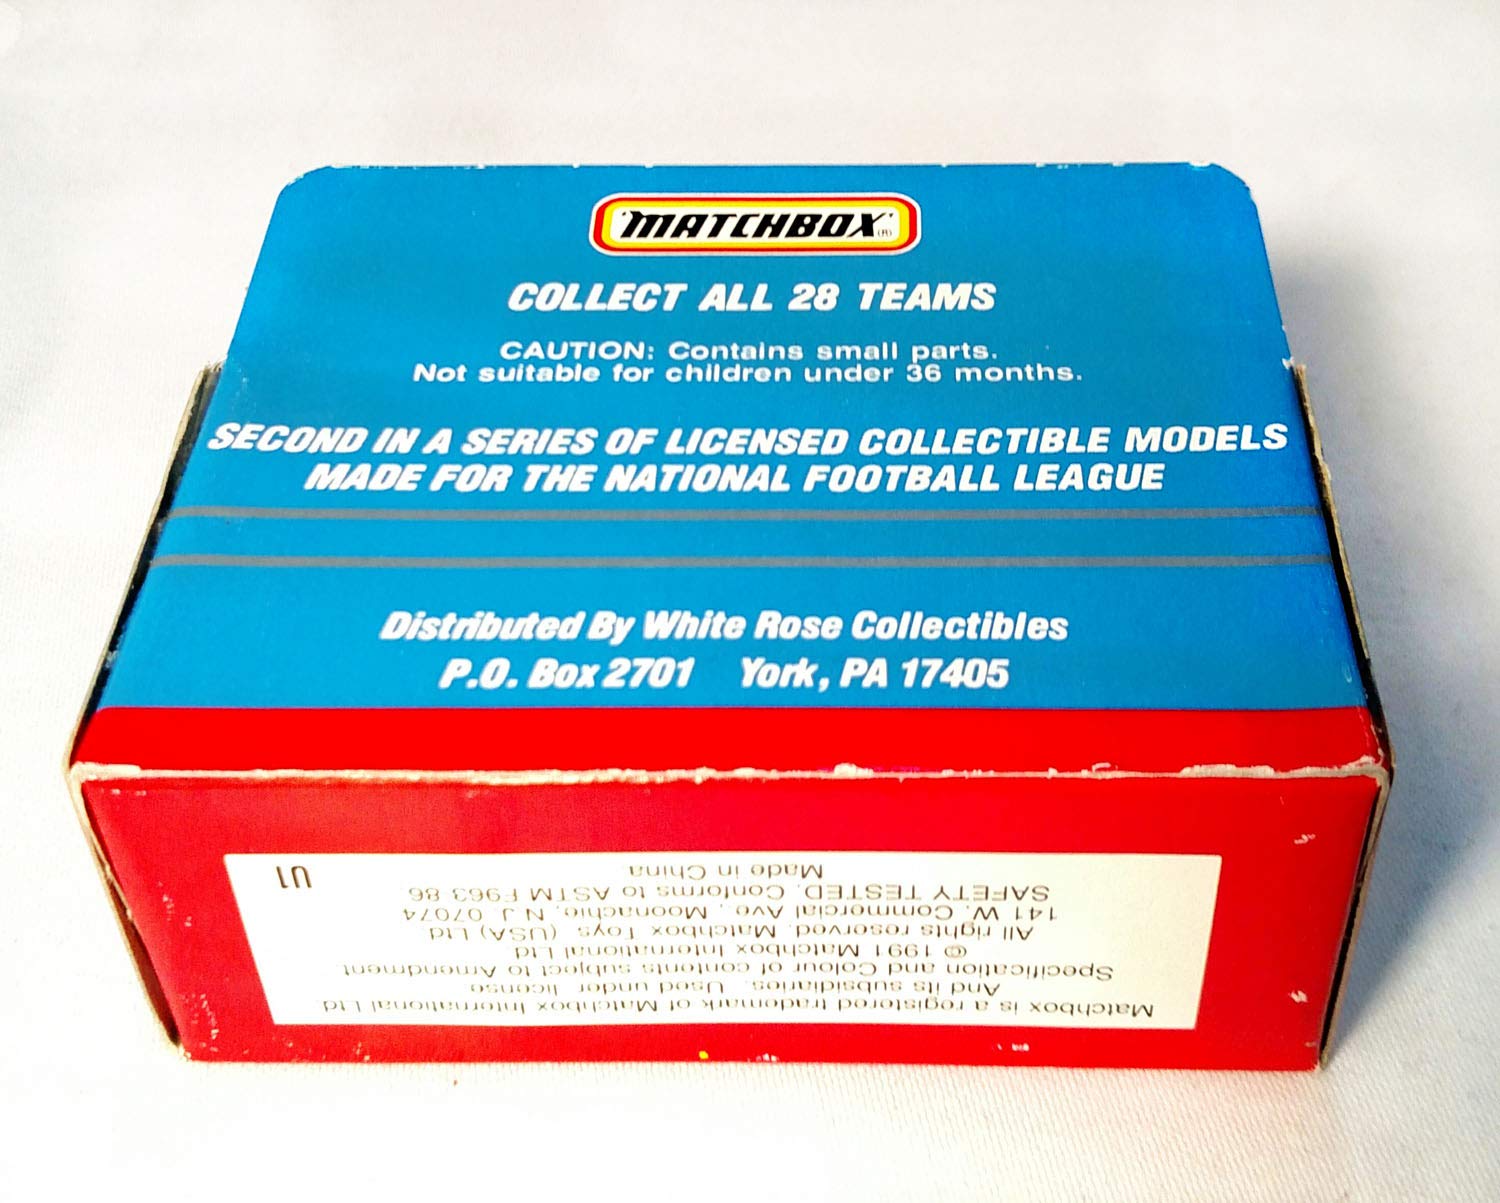 'MATCHBOX' (R)
COLLECT ALL 28 TEAMS
CAUTION: Contains small parts.
Not suitable for children under 36 months.
SECOND IN A SERIES OF LICENSED COLLECTIBLE MODELS
MADE FOR THE NATIONAL FOOTBALL LEAGUE
Distributed By White Rose Collectibles
P.O. Box 2701 York, PA 17405
Matchbox is a registered trademark of Matchbox International Ltd
And its subsidiaries. Used under license
Specification and Colour of contents subject to Amendment
© 1991 Matchbox International Ltd
All rights reserved. Matchbox Toys (USA) Ltd
141 W. Commercial Ave., Moonachie, N.J. 07074
SAFETY TESTED. Conforms to ASTM F963 86
Made in China
U1